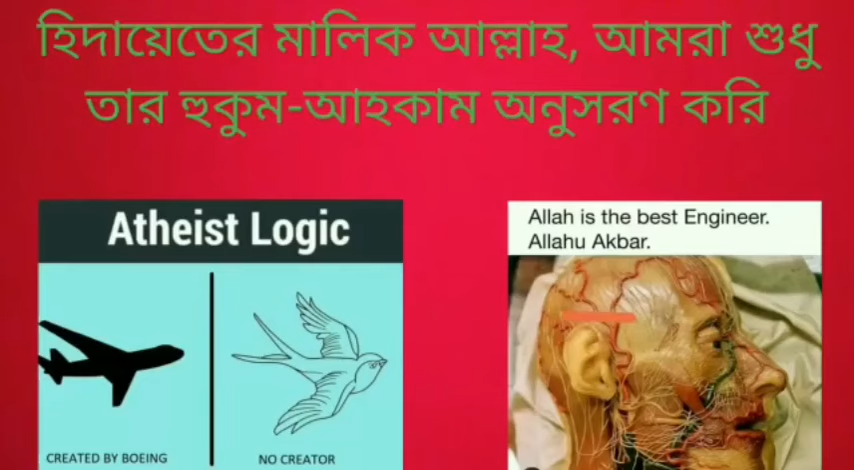 হিদায়েতের মালিক আল্লাহ, আমরা শুধু
তার হুকুম-আহকাম অনুসরণ করি
Atheist Logic
CREATED BY BOEING
NO CREATOR
Allah is the best Engineer.
Allahu Akbar.